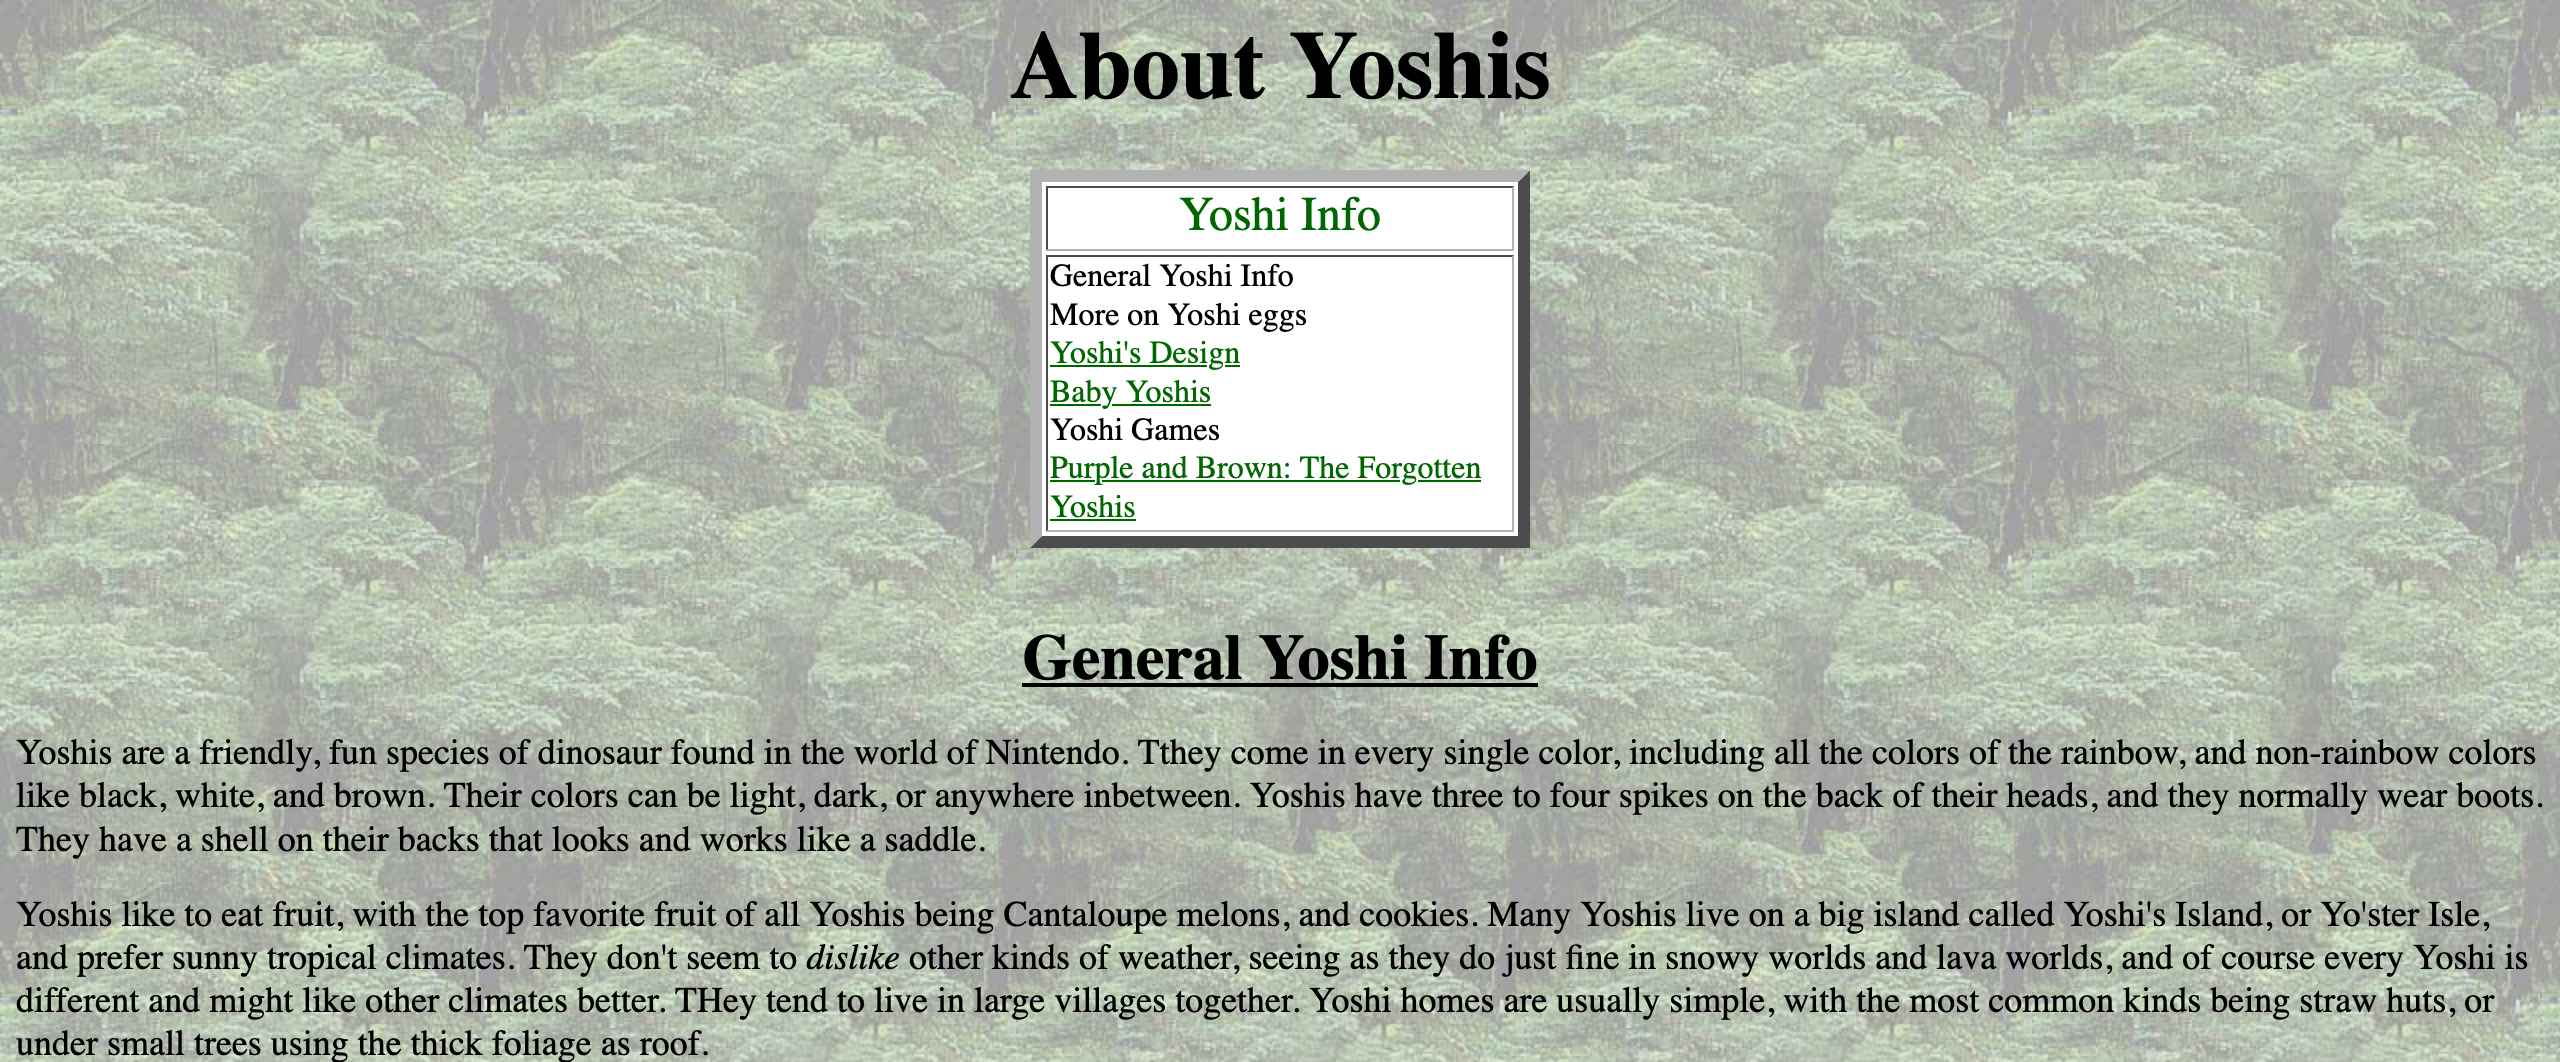 About Yoshis
Yoshi Info
General Yoshi Info
More on Yoshi eggs
Yoshi's Design
Baby Yoshis
Yoshi Games
Purple and Brown: The Forgotten
Yoshis
General Yoshi Info
Yoshis are a friendly, fun species of dinosaur found in the world of Nintendo. Tthey come in every single color, including all the colors of the rainbow, and non-rainbow colors
like black, white, and brown. Their colors can be light, dark, or anywhere inbetween. Yoshis have three to four spikes on the back of their heads, and they normally wear boots.
They have a shell on their backs that looks and works like a saddle.
Yoshis like to eat fruit, with the top favorite fruit of all Yoshis being Cantaloupe melons, and cookies. Many Yoshis live on a big island called Yoshi's Island, or Yo'ster Isle,
and prefer sunny tropical climates. They don't seem to dislike other kinds of weather, seeing as they do just fine in snowy worlds and lava worlds, and of course every Yoshi is
different and might like other climates better. THey tend to live in large villages together. Yoshi homes are usually simple, with the most common kinds being straw huts, or
under small trees using the thick foliage as roof.